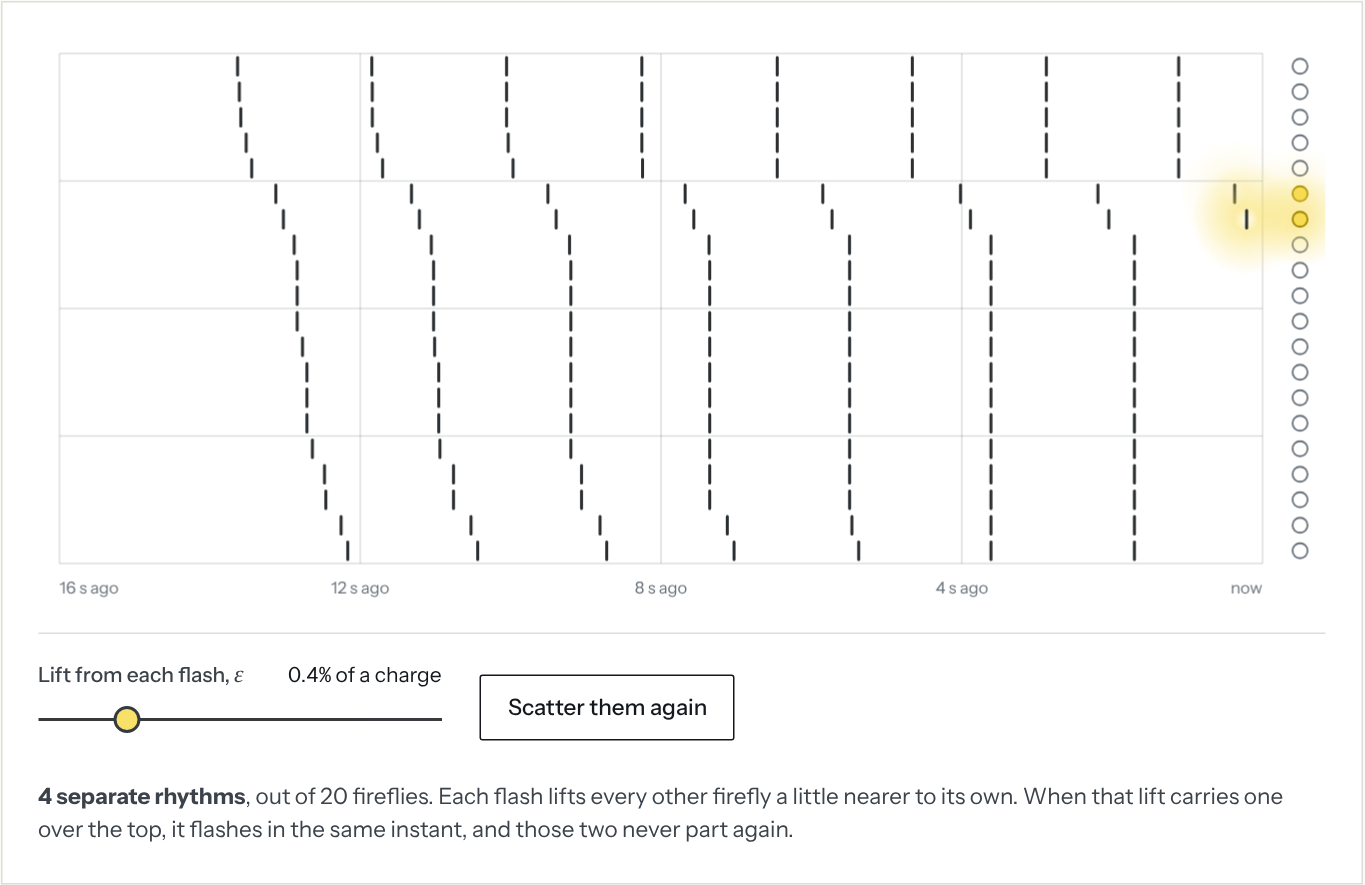 16 s ago
12 s ago
8 s ago
4 s ago
now
Lift from each flash, ε
0.4% of a charge
Scatter them again
4 separate rhythms, out of 20 fireflies. Each flash lifts every other firefly a little nearer to its own. When that lift carries one
over the top, it flashes in the same instant, and those two never part again.